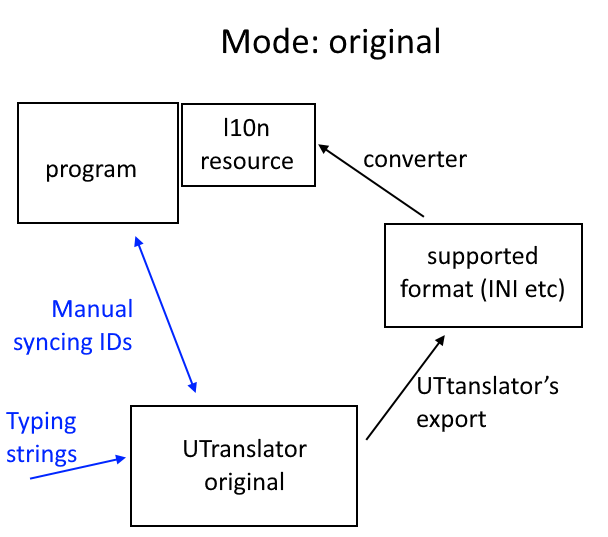 Mode: original
l10n
resource
program
converter
supported
format (INI etc)
Manual
syncing IDs
UTtanslator's
export
Typing
strings
UTranslator
original